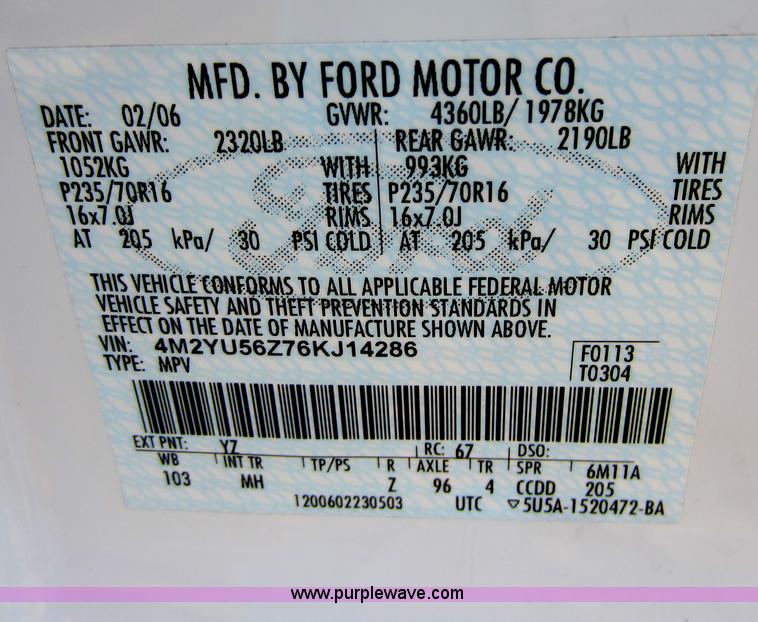 MFD. BY FORD MOTOR CO.
DATE: 02/06 GVWR: 4360LB/ 1978KG
FRONT GAWR: 2320LB REAR GAWR: 2190LB
1052KG WITH 993KG WITH
P235/70R16 TIRES P235/70R16 TIRES
16x7.0J RIMS 16x7.0J RIMS
AT 205 kPa/ 30 PSI COLD AT 205 kPa/ 30 PSI COLD
Ford
THIS VEHICLE CONFORMS TO ALL APPLICABLE FEDERAL MOTOR
VEHICLE SAFETY AND THEFT PREVENTION STANDARDS IN
EFFECT ON THE DATE OF MANUFACTURE SHOWN ABOVE.
VIN: 4M2YU56Z76KJ14286 F0113
TYPE: MPV T0304
EXT PNT: YZ RC: 67 DSO:
WB INT TR TP/PS R AXLE TR SPR 6M11A
103 MH Z 96 4 CCDD 205
1200602230503 UTC ▽5U5A-1520472-BA
www.purplewave.com